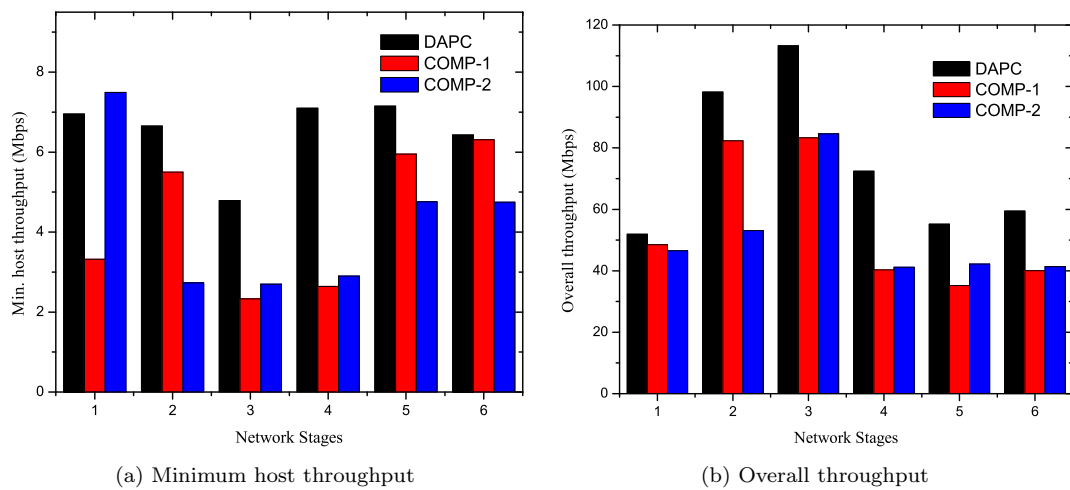 DAPC
COMP-1
COMP-2
8
6
4
2
0
Min. host throughput (Mbps)
1 2 3 4 5 6
Network Stages
(a) Minimum host throughput
DAPC
COMP-1
COMP-2
120
100
80
60
40
20
0
Overall throughput (Mbps)
1 2 3 4 5 6
Network Stages
(b) Overall throughput